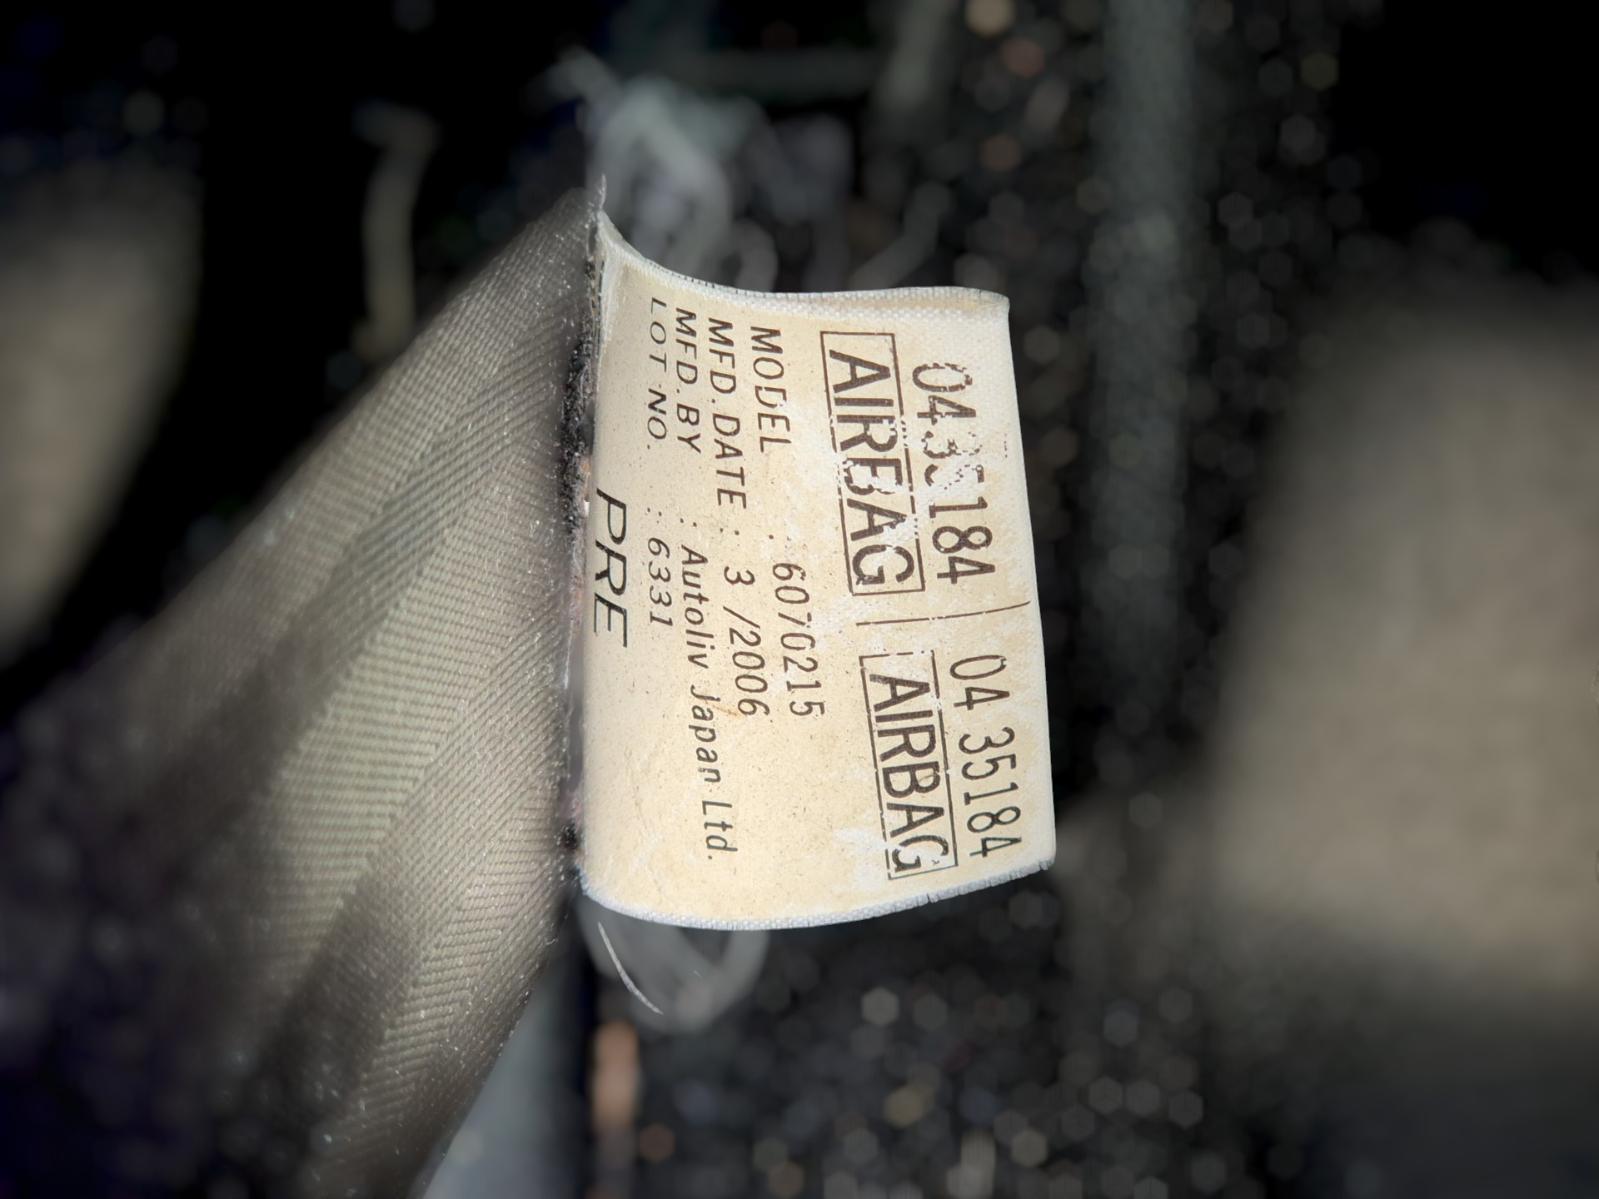 04 35184 | 04 35184
AIRBAG | AIRBAG
MODEL : 6070215
MFD.DATE : 3 /2006
MFD.BY : Autoliv Japan Ltd.
LOT NO. : 6331
PRE